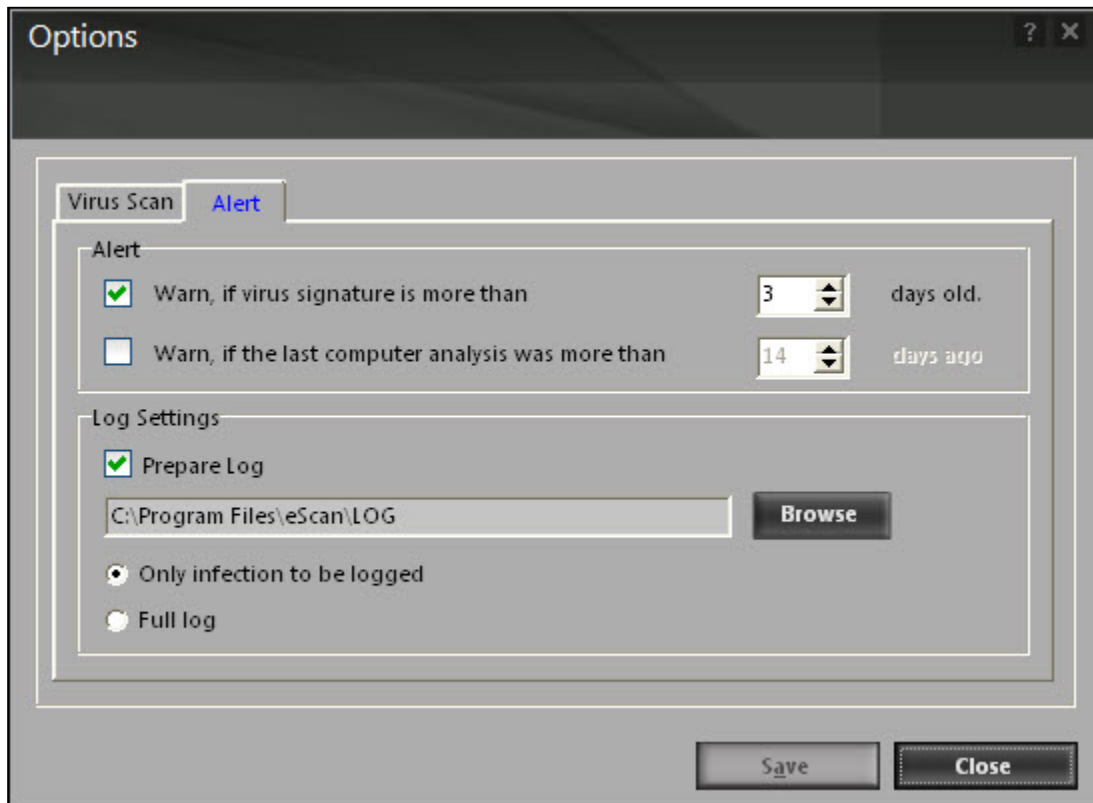 Options
? X
Virus Scan Alert
Alert
Warn, if virus signature is more than 3 days old.
Warn, if the last computer analysis was more than 14 days ago
Log Settings
Prepare Log
C:\Program Files\eScan\LOG Browse
Only infection to be logged
Full log
Save Close